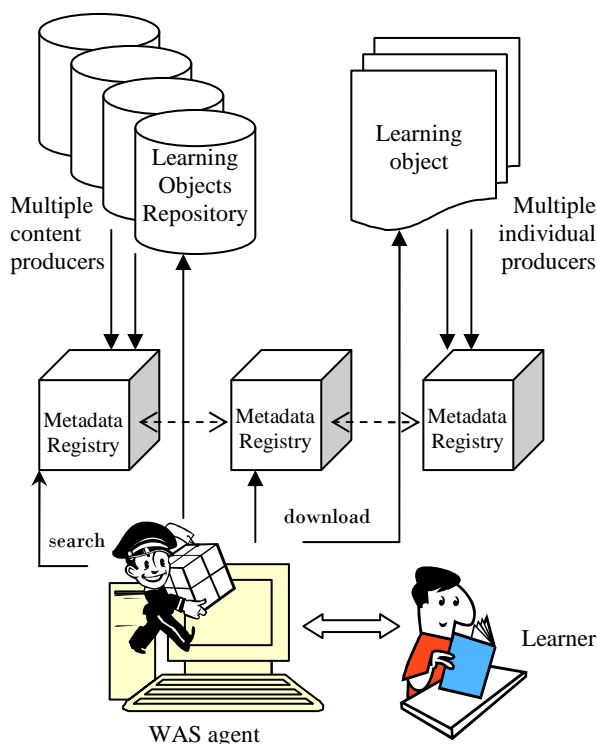 Learning
Objects
Repository
Learning
object
Multiple
content
producers
Multiple
individual
producers
Metadata
Registry
Metadata
Registry
Metadata
Registry
search
download
Learner
WAS agent